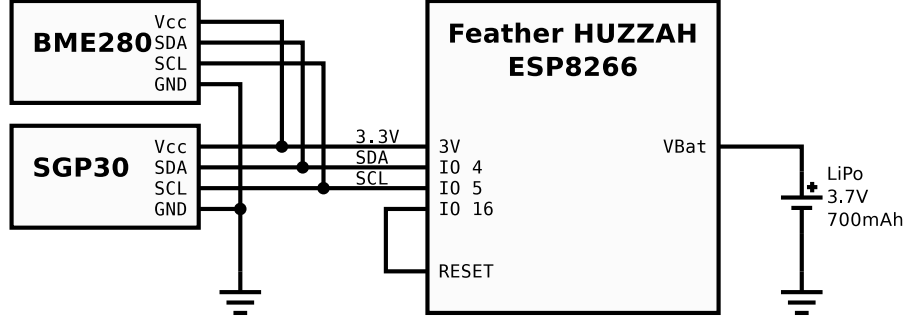 BME280
Vcc
SDA
SCL
GND
SGP30
Vcc
SDA
SCL
GND
3.3V
SDA
SCL
Feather HUZZAH
ESP8266
3V
IO 4
IO 5
IO 16
RESET
VBat
+
LiPo
3.7V
700mAh